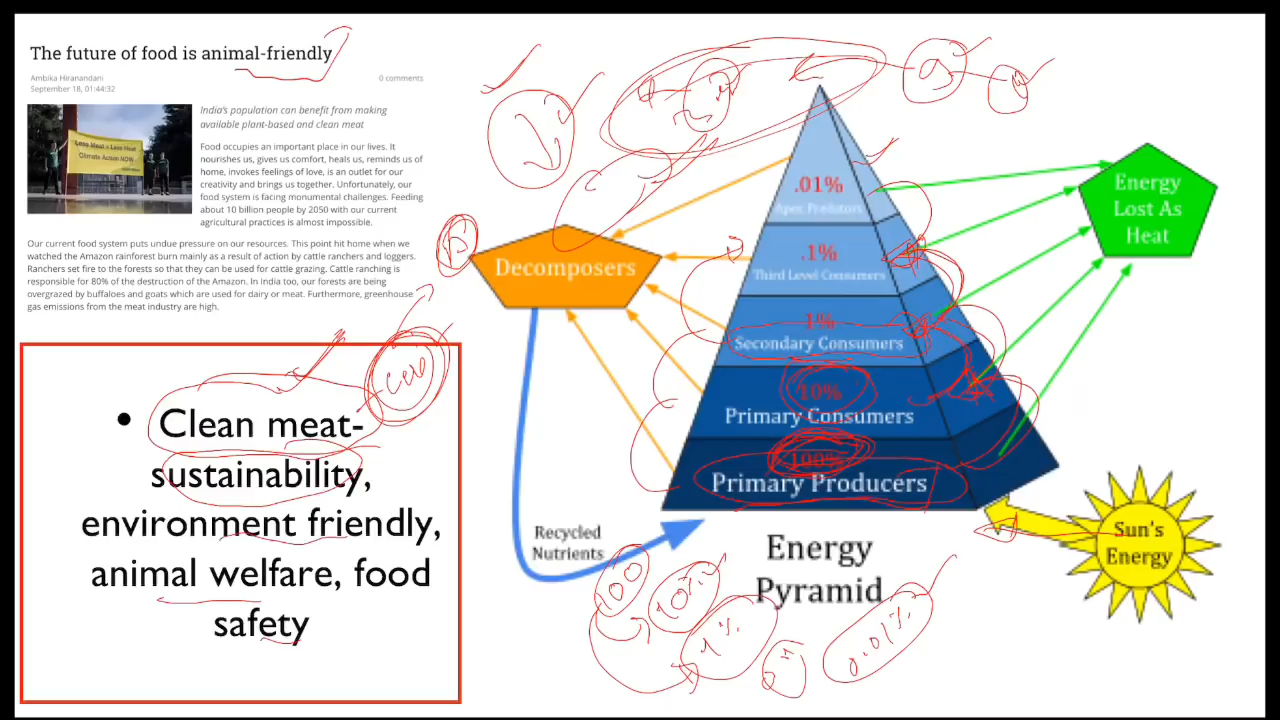 The future of food is animal-friendly
Ambika Hiranandani
September 18, 01:44:32
0 comments
India's population can benefit from making
available plant-based and clean meat
Food occupies an important place in our lives. It
nourishes us, gives us comfort, heals us, reminds us of
home, invokes feelings of love, is an outlet for our
creativity and brings us together. Unfortunately, our
food system is facing monumental challenges. Feeding
about 10 billion people by 2050 with our current
agricultural practices is almost impossible.
Less Meat = Less Heat
Climate Action NOW
Our current food system puts undue pressure on our resources. This point hit home when we
watched the Amazon rainforest burn mainly as a result of action by cattle ranchers and loggers.
Ranchers set fire to the forests so that they can be used for cattle grazing. Cattle ranching is
responsible for 80% of the destruction of the Amazon. In India too, our forests are being
overgrazed by buffaloes and goats which are used for dairy or meat. Furthermore, greenhouse
gas emissions from the meat industry are high.
• Clean meat-
sustainability,
environment friendly,
animal welfare, food
safety
Decomposers
.01%
Apex Predators
.1%
Third Level Consumers
1%
Secondary Consumers
10%
Primary Consumers
100%
Primary Producers
Energy
Lost As
Heat
Sun's
Energy
Recycled
Nutrients
Energy
Pyramid
100
10%
1%
0.01%